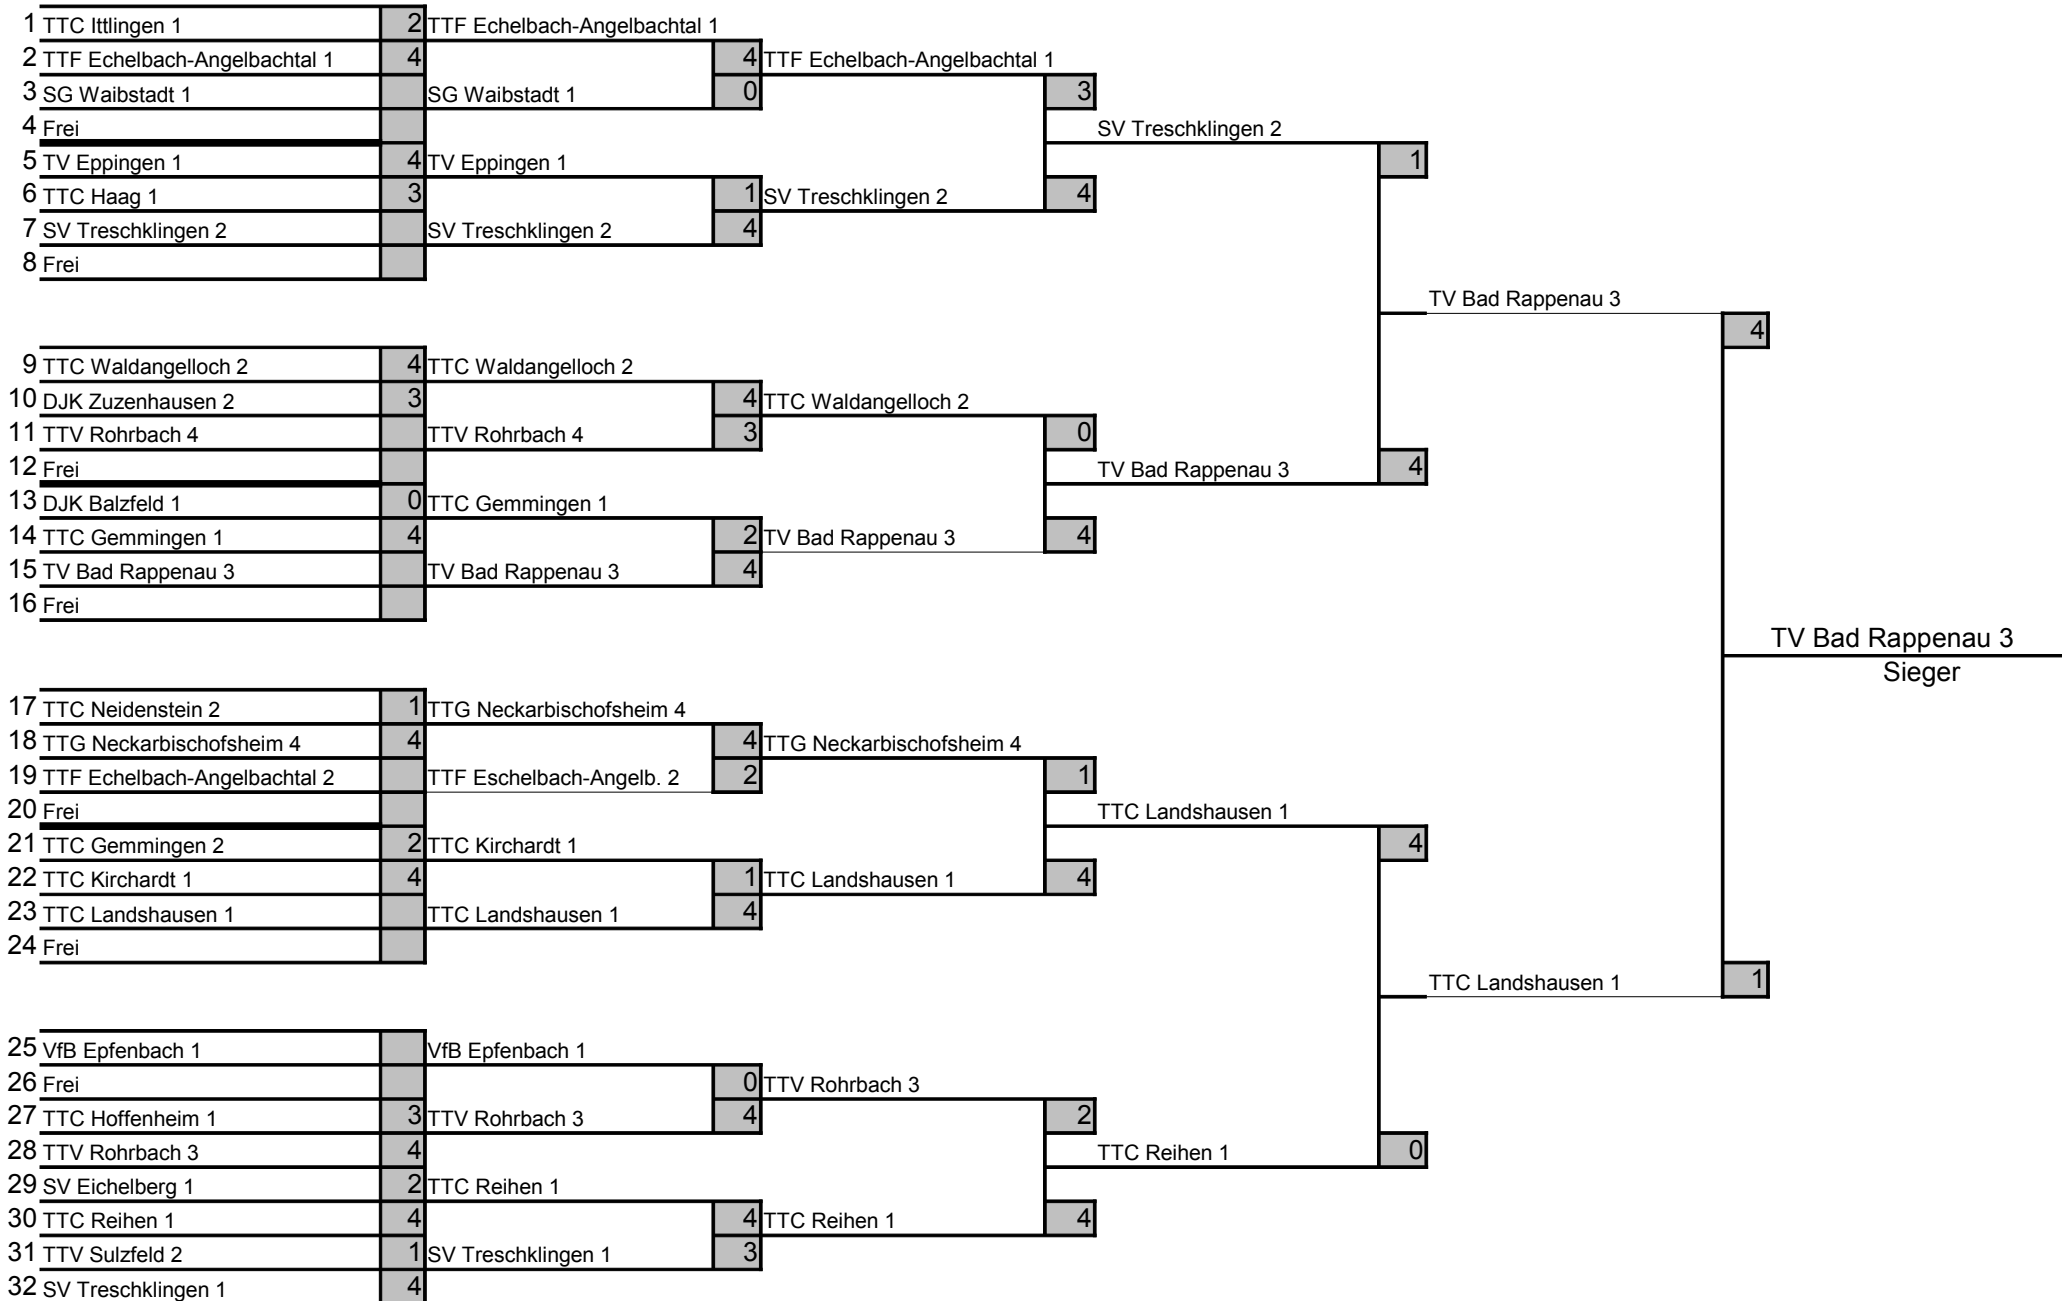 1 TTC Ittlingen 1 2 TTF Echelbach-Angelbachtal 1
2 TTF Echelbach-Angelbachtal 1 4 4 TTF Echelbach-Angelbachtal 1
3 SG Waibstadt 1 SG Waibstadt 1 0 3
4 Frei SV Treschklingen 2
5 TV Eppingen 1 4 TV Eppingen 1 1
6 TTC Haag 1 3 1 SV Treschklingen 2 4
7 SV Treschklingen 2 SV Treschklingen 2 4
8 Frei
TV Bad Rappenau 3
4
9 TTC Waldangelloch 2 4 TTC Waldangelloch 2
10 DJK Zuzenhausen 2 3 4 TTC Waldangelloch 2
11 TTV Rohrbach 4 TTV Rohrbach 4 3 0
12 Frei TV Bad Rappenau 3 4
13 DJK Balzfeld 1 0 TTC Gemmingen 1
14 TTC Gemmingen 1 4 2 TV Bad Rappenau 3 4
15 TV Bad Rappenau 3 TV Bad Rappenau 3 4
16 Frei
TV Bad Rappenau 3
Sieger
17 TTC Neidenstein 2 1 TTG Neckarbischofsheim 4
18 TTG Neckarbischofsheim 4 4 4 TTG Neckarbischofsheim 4
19 TTF Echelbach-Angelbachtal 2 TTF Eschelbach-Angelb. 2 2 1
20 Frei TTC Landshausen 1
21 TTC Gemmingen 2 2 TTC Kirchardt 1 4
22 TTC Kirchardt 1 4 1 TTC Landshausen 1 4
23 TTC Landshausen 1 TTC Landshausen 1 4
24 Frei
TTC Landshausen 1 1
25 VfB Epfenbach 1 VfB Epfenbach 1
26 Frei 0 TTV Rohrbach 3
27 TTC Hoffenheim 1 3 TTV Rohrbach 3 4 2
28 TTV Rohrbach 3 4 TTC Reihen 1 0
29 SV Eichelberg 1 2 TTC Reihen 1
30 TTC Reihen 1 4 4 TTC Reihen 1 4
31 TTV Sulzfeld 2 1 SV Treschklingen 1 3
32 SV Treschklingen 1 4